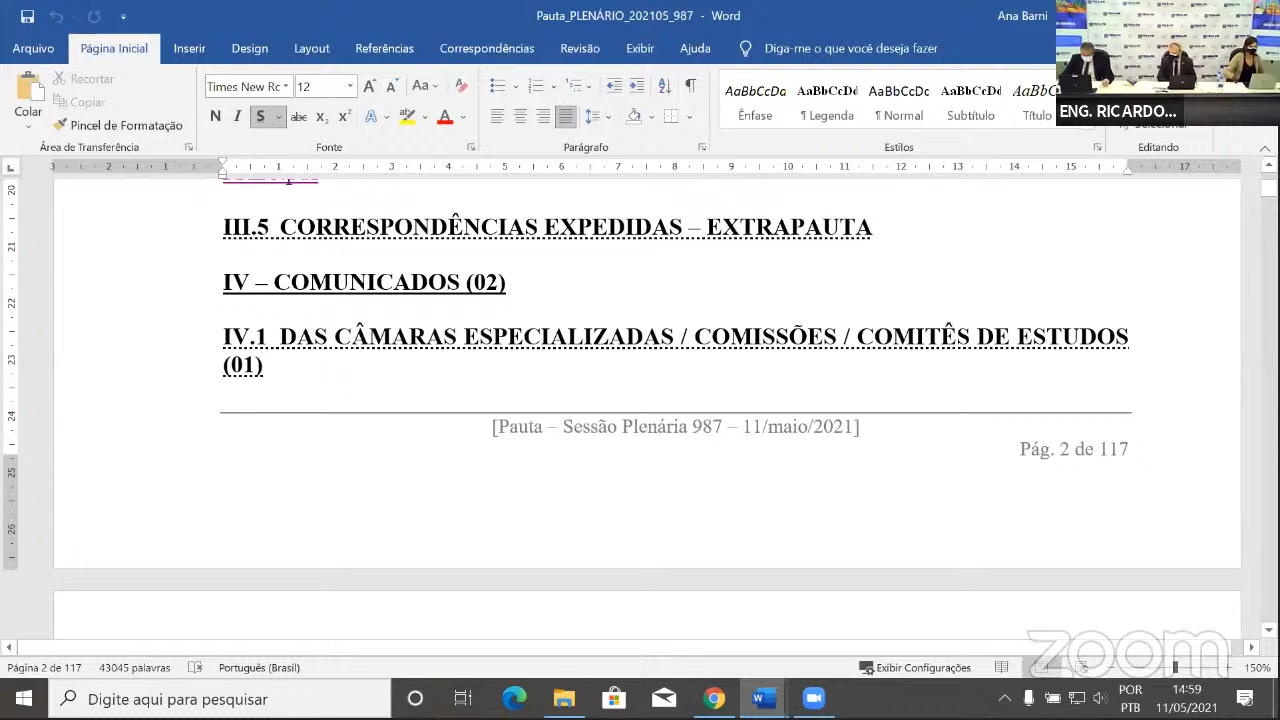 Pauta_PLENÁRIO_202105_987 - Word
Ana Barni
Arquivo
Página Inicial
Inserir
Design
Layout
Referências
Correspondências
Revisão
Exibir
Ajuda
Diga-me o que você deseja fazer
Colar
Recortar
Copiar
Pincel de Formatação
Times New Rc
12
AaBbCcDc
AaBbCcDc
AaBbCcDc
AaBbCcDc
Ênfase
¶ Legenda
¶ Normal
Subtítulo
Título
ENG. RICARDO...
Área de Transferência
Fonte
Parágrafo
Estilos
Editando
III.5 CORRESPONDÊNCIAS EXPEDIDAS – EXTRAPAUTA
IV – COMUNICADOS (02)
IV.1 DAS CÂMARAS ESPECIALIZADAS / COMISSÕES / COMITÊS DE ESTUDOS
(01)
[Pauta – Sessão Plenária 987 – 11/maio/2021]
Pág. 2 de 117
zoom
Página 2 de 117
43045 palavras
Português (Brasil)
Exibir Configurações
150%
Digite aqui para pesquisar
POR
PTB
14:59
11/05/2021